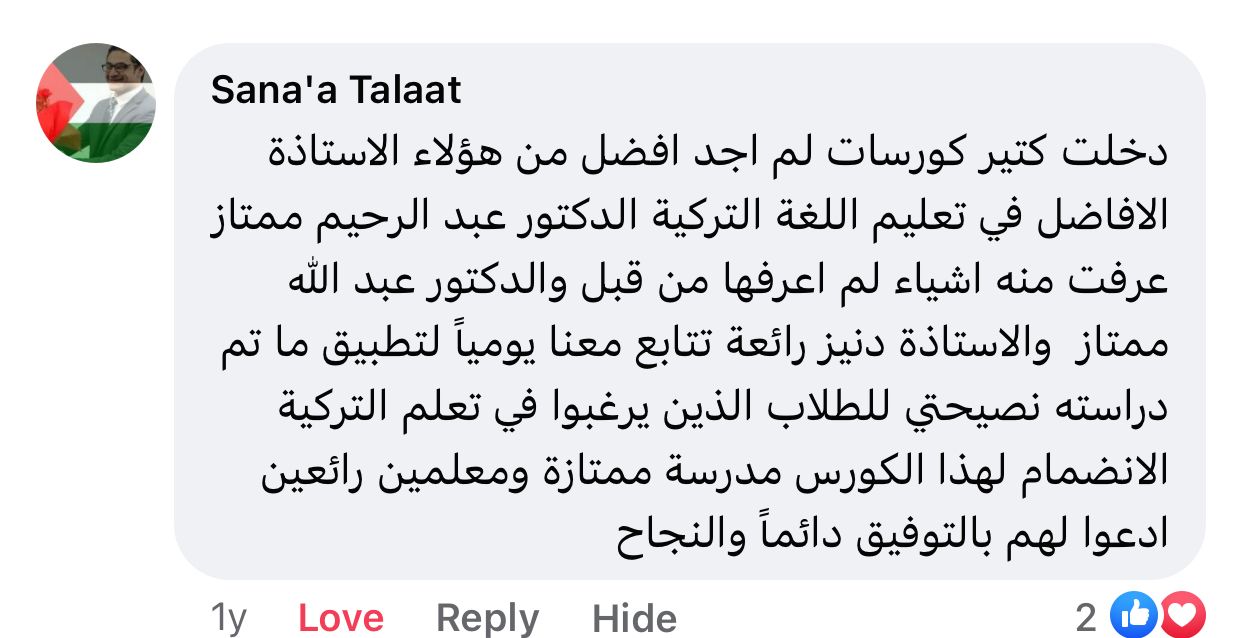 Sana'a Talaat
دخلت كتير كورسات لم اجد افضل من هؤلاء الاستاذة
الافاضل في تعليم اللغة التركية الدكتور عبد الرحيم ممتاز
عرفت منه اشياء لم اعرفها من قبل والدكتور عبد الله
ممتاز  والاستاذة دنيز رائعة تتابع معنا يومياً لتطبيق ما تم
دراسته نصيحتي للطلاب الذين يرغبوا في تعلم التركية
الانضمام لهذا الكورس مدرسة ممتازة ومعلمين رائعين
ادعوا لهم بالتوفيق دائماً والنجاح
1y Love Reply Hide 2